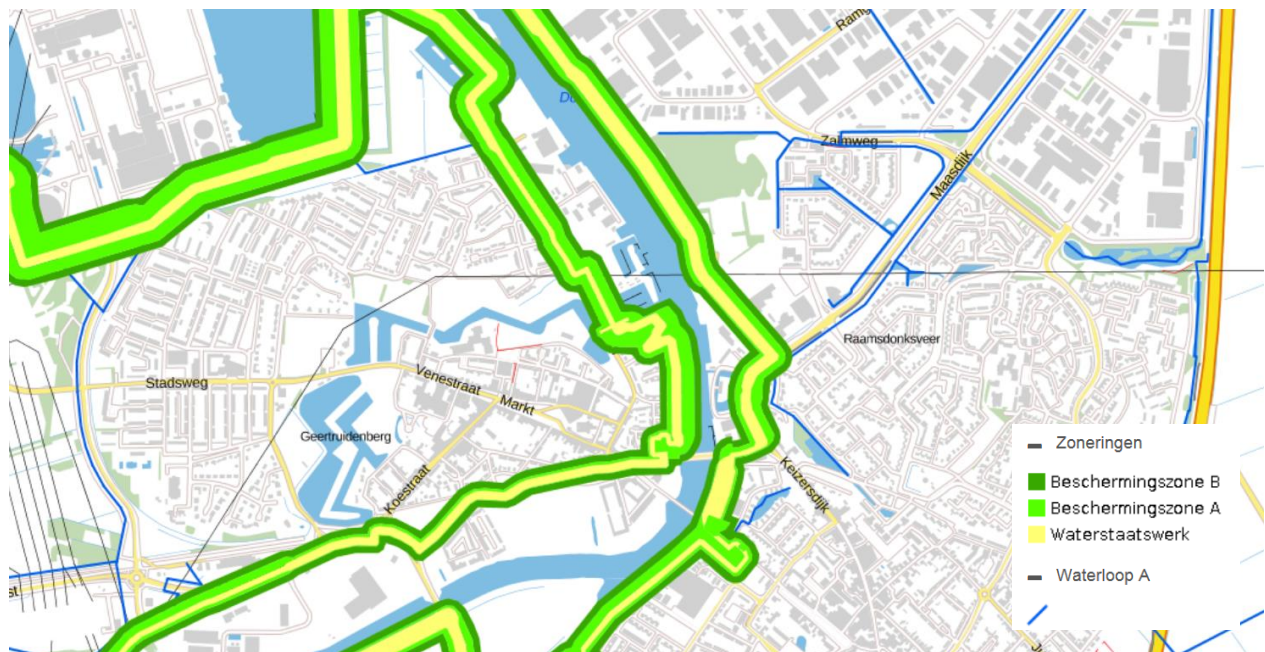 Zalmweg
Maasdijk
Raamsdonksveer
Stadsweg
Venestraat
Markt
Geertruidenberg
Koestraat
Keizersdijk
Zoneringen
Beschermingszone B
Beschermingszone A
Waterstaatswerk
Waterloop A